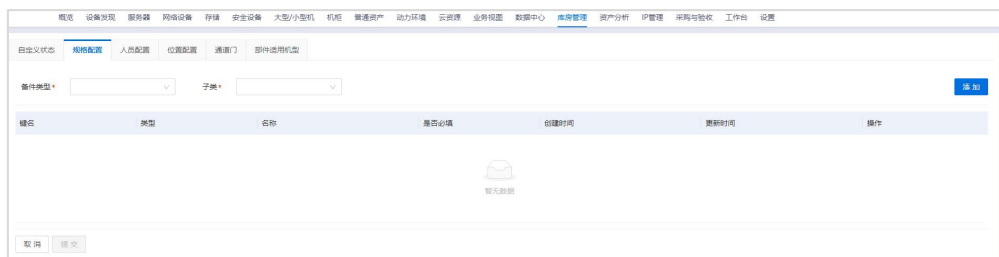 概览 设备发现 服务器 网络设备 存储 安全设备 大型/小型机 机柜 普通资产 动力环境 云资源 业务视图 数据中心 库房管理 资产分析 IP管理 采购与验收 工作台 设置
自定义状态 规格配置 人员配置 位置配置 通道门 部件适用机型
备件类型* 子类* 添加
键名 类型 名称 是否必填 创建时间 更新时间 操作
暂无数据
取消 提交